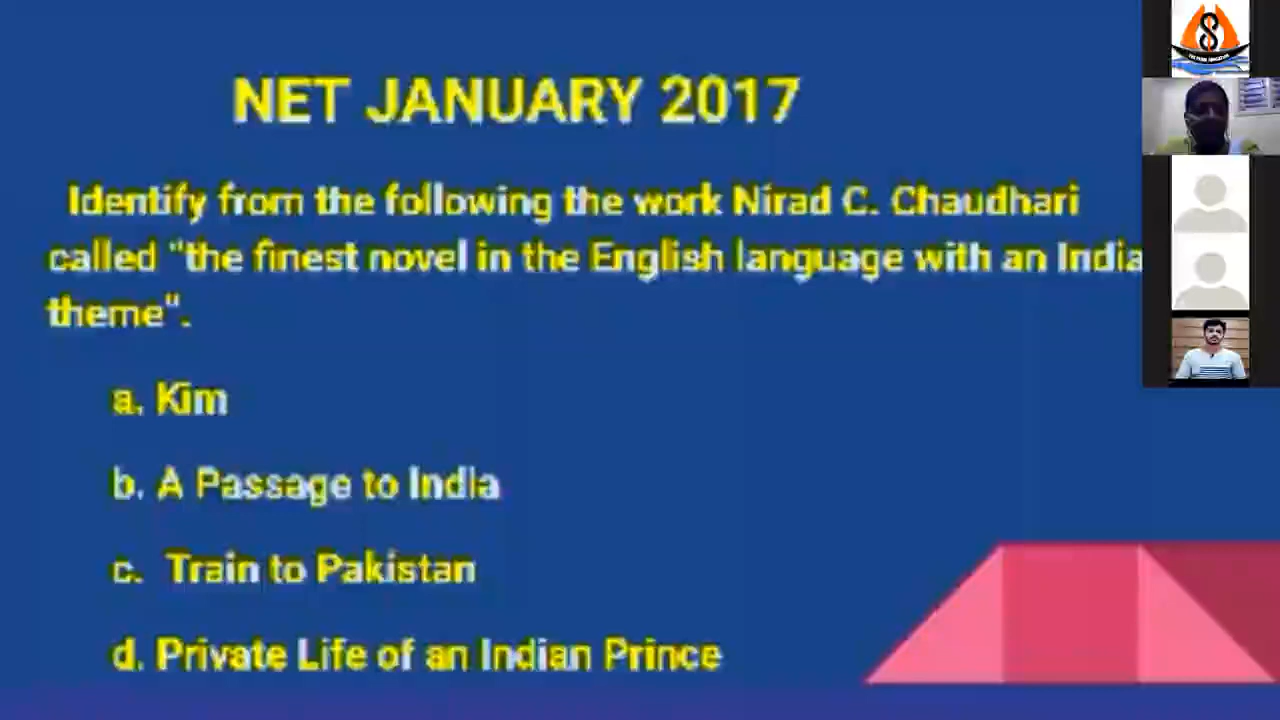 NET JANUARY 2017
Identify from the following the work Nirad C. Chaudhari
called "the finest novel in the English language with an India
theme".
a. Kim
b. A Passage to India
c. Train to Pakistan
d. Private Life of an Indian Prince